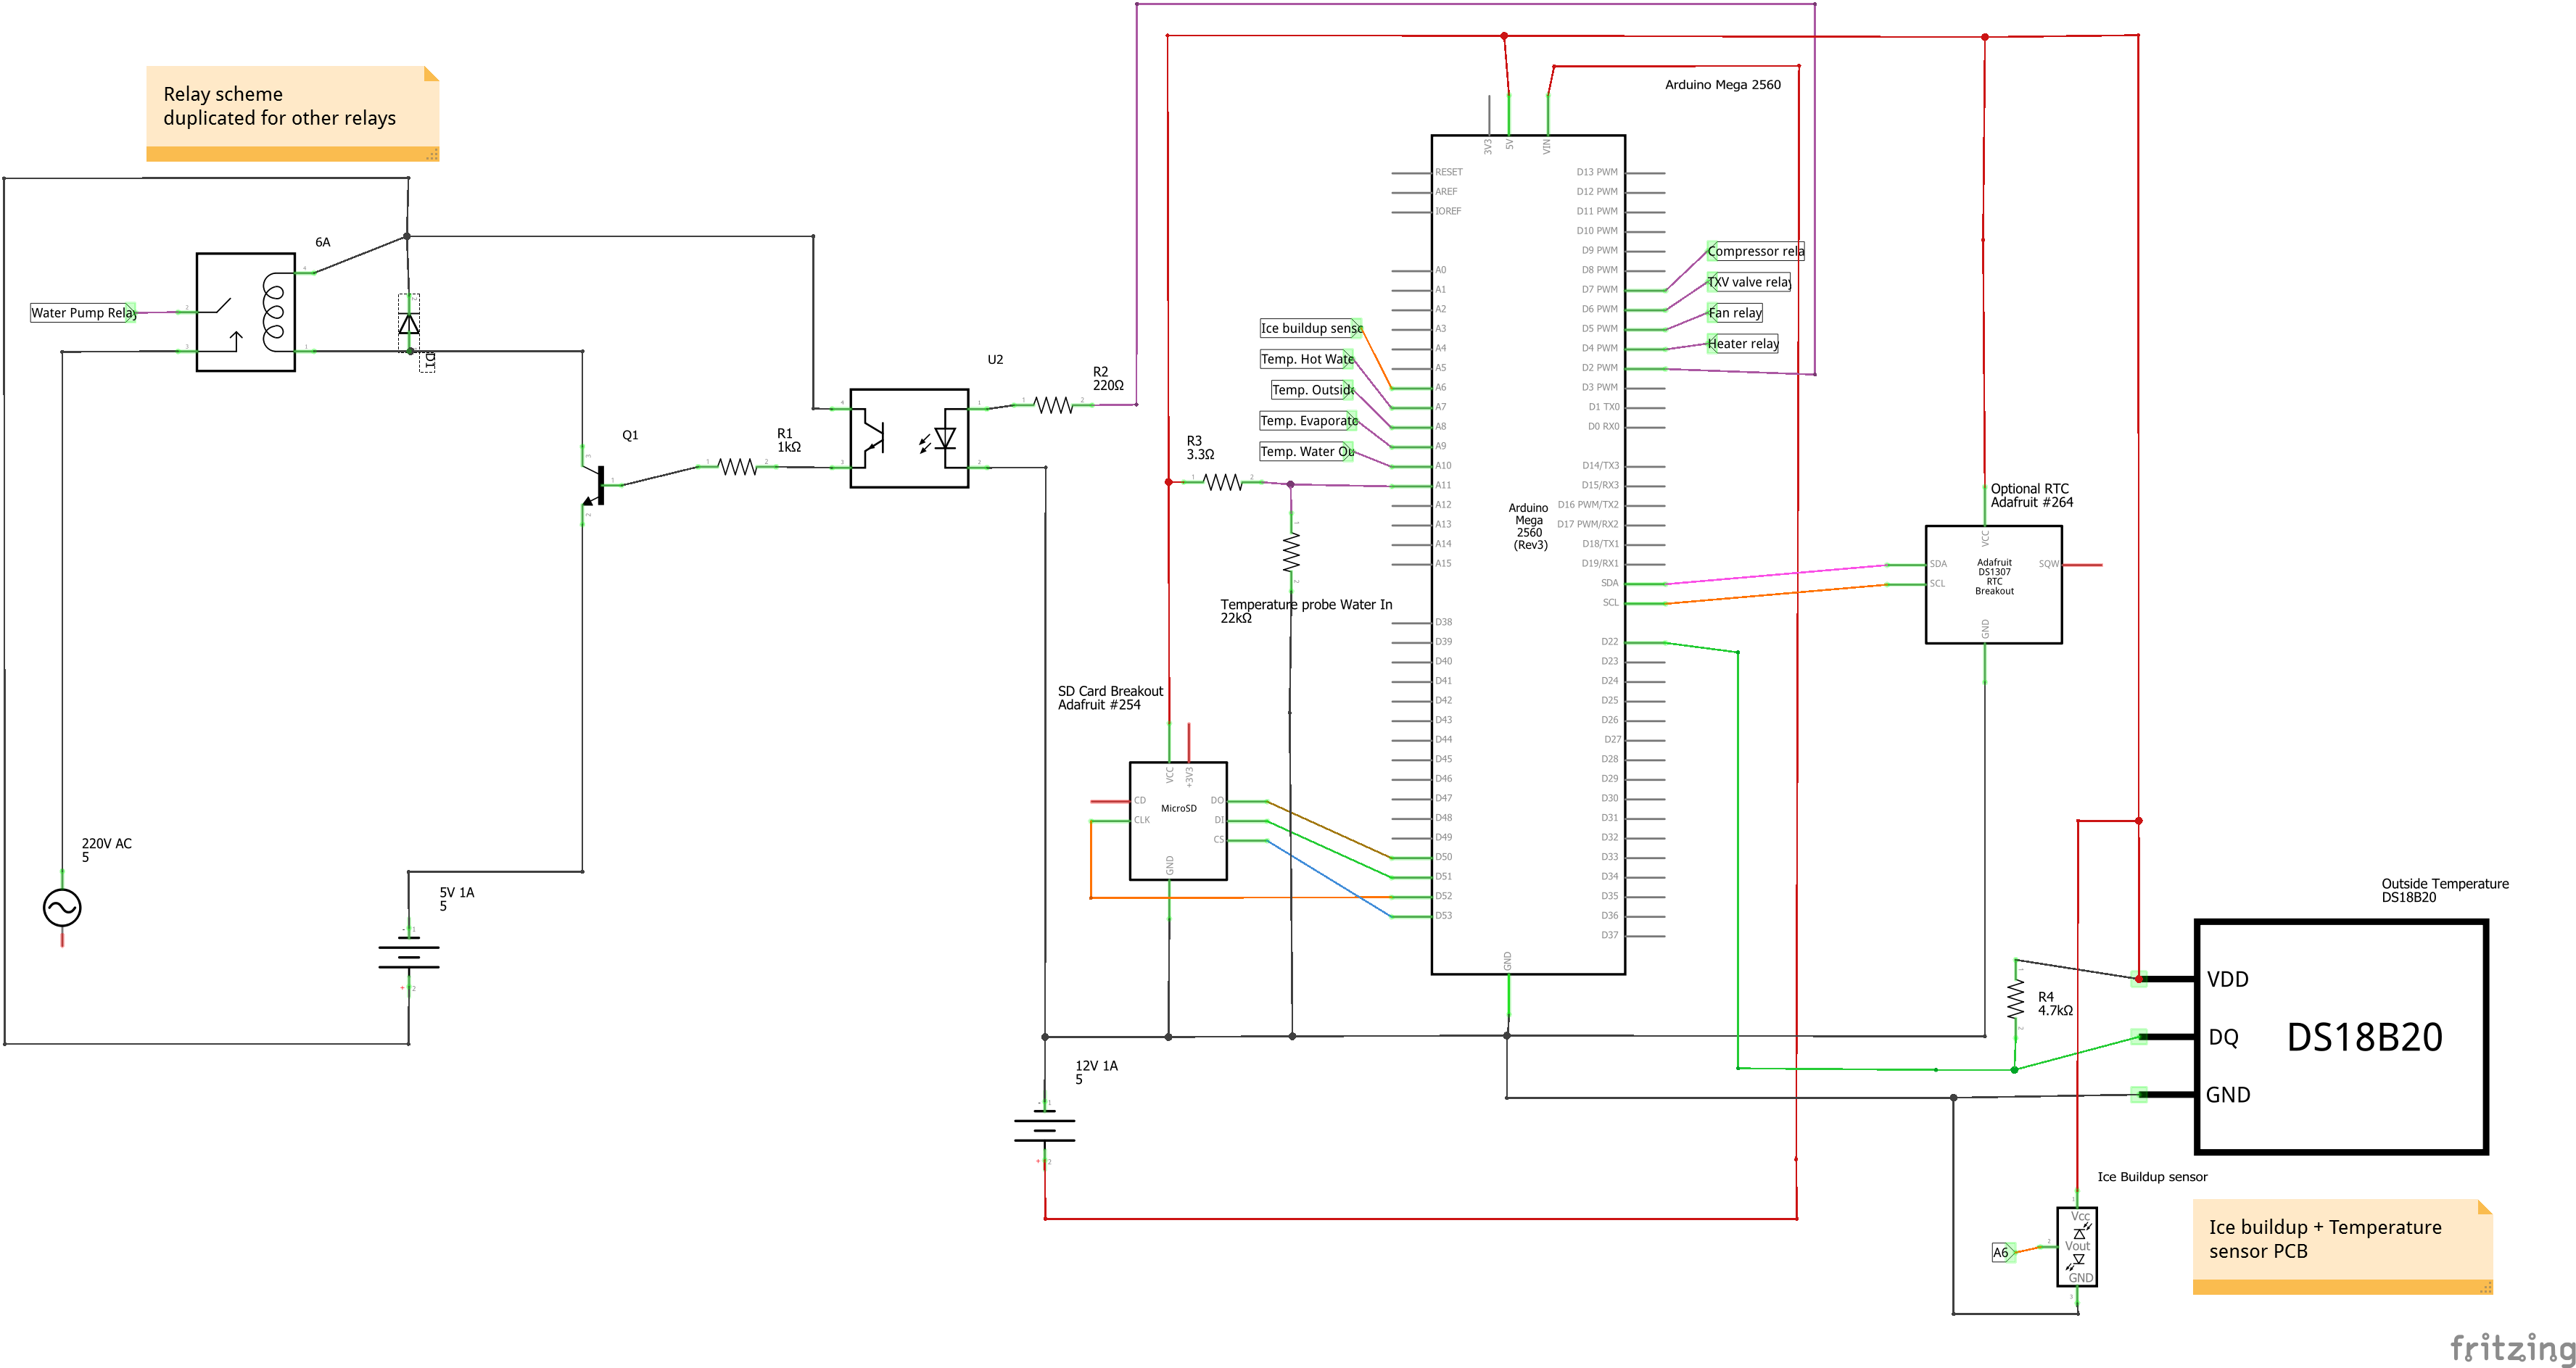 Relay scheme
duplicated for other relays
6A
Water Pump Rela
D1
U2
R2
220Ω
Q1
R1
1kΩ
220V AC
5
5V 1A
5
12V 1A
5
R3
3.3Ω
Temperature probe Water In
22kΩ
SD Card Breakout
Adafruit #254
VCC
+3V3
CD
CLK
MicroSD
DO
DI
CS
GND
Ice buildup senso
Temp. Hot Wate
Temp. Outsid
Temp. Evaporato
Temp. Water Ou
Arduino Mega 2560
3V3
5V
VIN
RESET
AREF
IOREF
A0
A1
A2
A3
A4
A5
A6
A7
A8
A9
A10
A11
A12
A13
A14
A15
D38
D39
D40
D41
D42
D43
D44
D45
D46
D47
D48
D49
D50
D51
D52
D53
Arduino
Mega
2560
(Rev3)
D13 PWM
D12 PWM
D11 PWM
D10 PWM
D9 PWM
D8 PWM
D7 PWM
D6 PWM
D5 PWM
D4 PWM
D2 PWM
D3 PWM
D1 TX0
D0 RX0
D14/TX3
D15/RX3
D16 PWM/TX2
D17 PWM/RX2
D18/TX1
D19/RX1
SDA
SCL
D22
D23
D24
D25
D26
D27
D28
D29
D30
D31
D32
D33
D34
D35
D36
D37
GND
Compressor rela
TXV valve relay
Fan relay
Heater relay
Optional RTC
Adafruit #264
VCC
SDA
SCL
SQW
Adafruit
DS1307
RTC
Breakout
GND
Outside Temperature
DS18B20
R4
4.7kΩ
VDD
DQ
GND
DS18B20
Ice Buildup sensor
Vcc
Vout
GND
A6
Ice buildup + Temperature
sensor PCB
fritzing